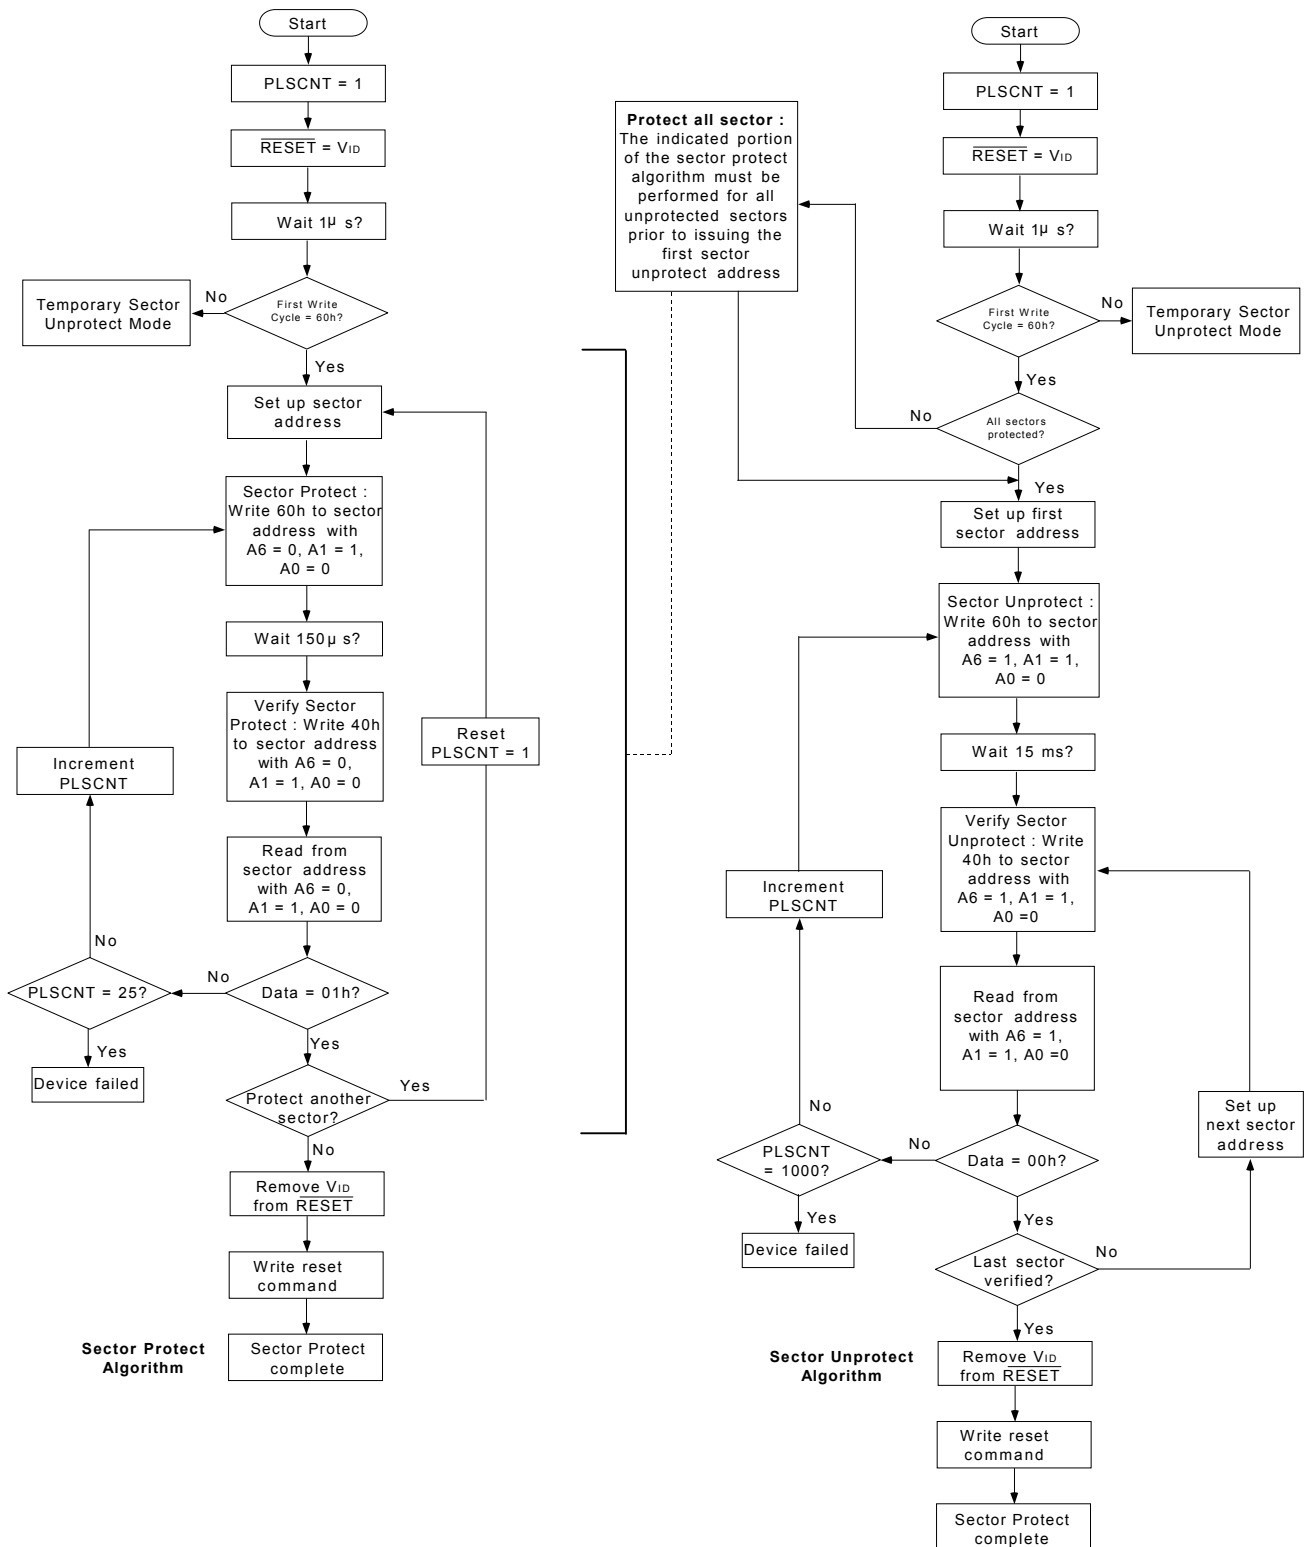 Start
PLSCNT = 1
RESET = VID
Wait 1μ s?
First Write
Cycle = 60h?
No
Temporary Sector
Unprotect Mode
Yes
Set up sector
address
Sector Protect :
Write 60h to sector
address with
A6 = 0, A1 = 1,
A0 = 0
Wait 150μ s?
Verify Sector
Protect : Write 40h
to sector address
with A6 = 0,
A1 = 1, A0 = 0
Reset
PLSCNT = 1
Increment
PLSCNT
Read from
sector address
with A6 = 0,
A1 = 1, A0 = 0
No
PLSCNT = 25?
No
Data = 01h?
Yes
Device failed
Yes
Protect another
sector?
Yes
No
Remove VID
from RESET
Write reset
command
Sector Protect
complete
Sector Protect
Algorithm
Protect all sector :
The indicated portion
of the sector protect
algorithm must be
performed for all
unprotected sectors
prior to issuing the
first sector
unprotect address
Start
PLSCNT = 1
RESET = VID
Wait 1μ s?
First Write
Cycle = 60h?
No
Temporary Sector
Unprotect Mode
Yes
No
All sectors
protected?
Yes
Set up first
sector address
Sector Unprotect :
Write 60h to sector
address with
A6 = 1, A1 = 1,
A0 = 0
Wait 15 ms?
Verify Sector
Unprotect : Write
40h to sector
address with
A6 = 1, A1 = 1,
A0 =0
Increment
PLSCNT
Read from
sector address
with A6 = 1,
A1 = 1, A0 =0
No
PLSCNT
= 1000?
No
Data = 00h?
Set up
next sector
address
Yes
Device failed
Yes
Last sector
verified?
No
Yes
Remove VID
from RESET
Sector Unprotect
Algorithm
Write reset
command
Sector Protect
complete